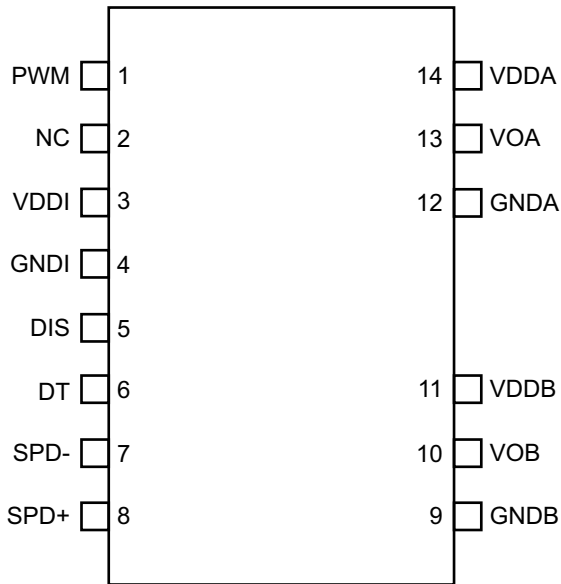 PWM 1 14 VDDA
NC 2 13 VOA
VDDI 3 12 GNDA
GNDI 4
DIS 5
DT 6 11 VDDB
SPD- 7 10 VOB
SPD+ 8 9 GNDB